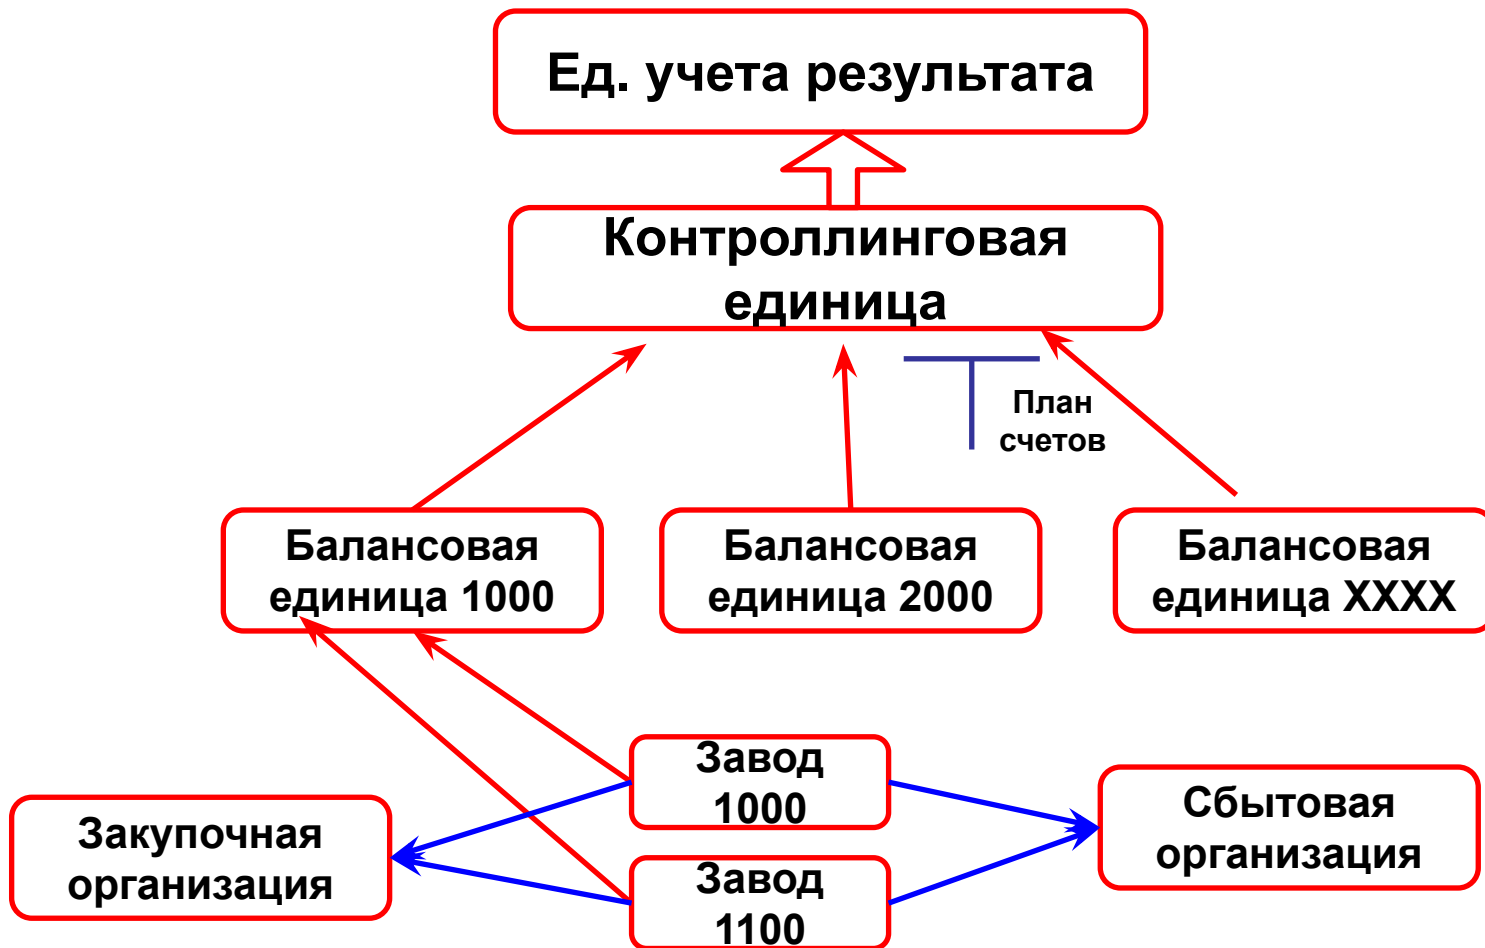 Ед. учета результата
Контроллинговая
единица
План
счетов
Балансовая
единица 1000
Балансовая
единица 2000
Балансовая
единица XXXX
Завод
1000
Закупочная
организация
Сбытовая
организация
Завод
1100